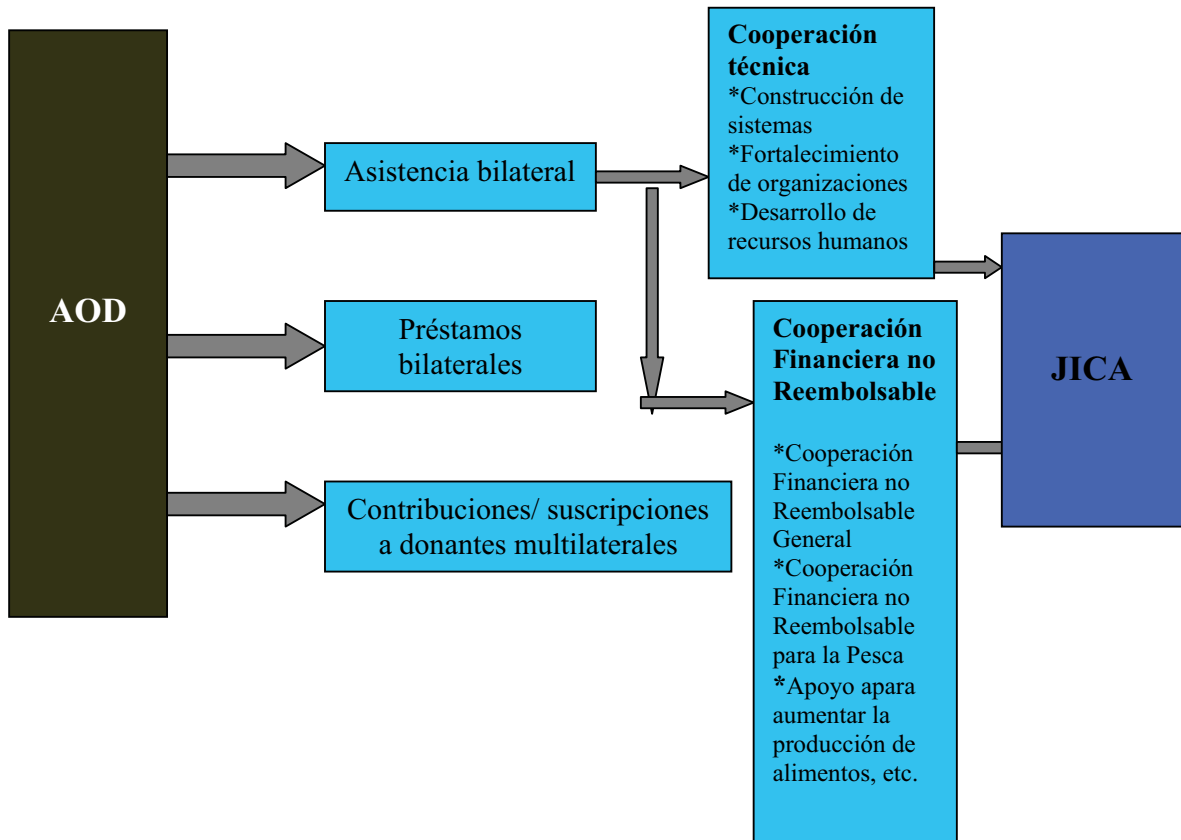 AOD
Asistencia bilateral
Préstamos
bilaterales
Contribuciones/ suscripciones
a donantes multilaterales
Cooperación
técnica
*Construcción de
sistemas
*Fortalecimiento
de organizaciones
*Desarrollo de
recursos humanos
Cooperación
Financiera no
Reembolsable
*Cooperación
Financiera no
Reembolsable
General
*Cooperación
Financiera no
Reembolsable
para la Pesca
*Apoyo apara
aumentar la
producción de
alimentos, etc.
JICA